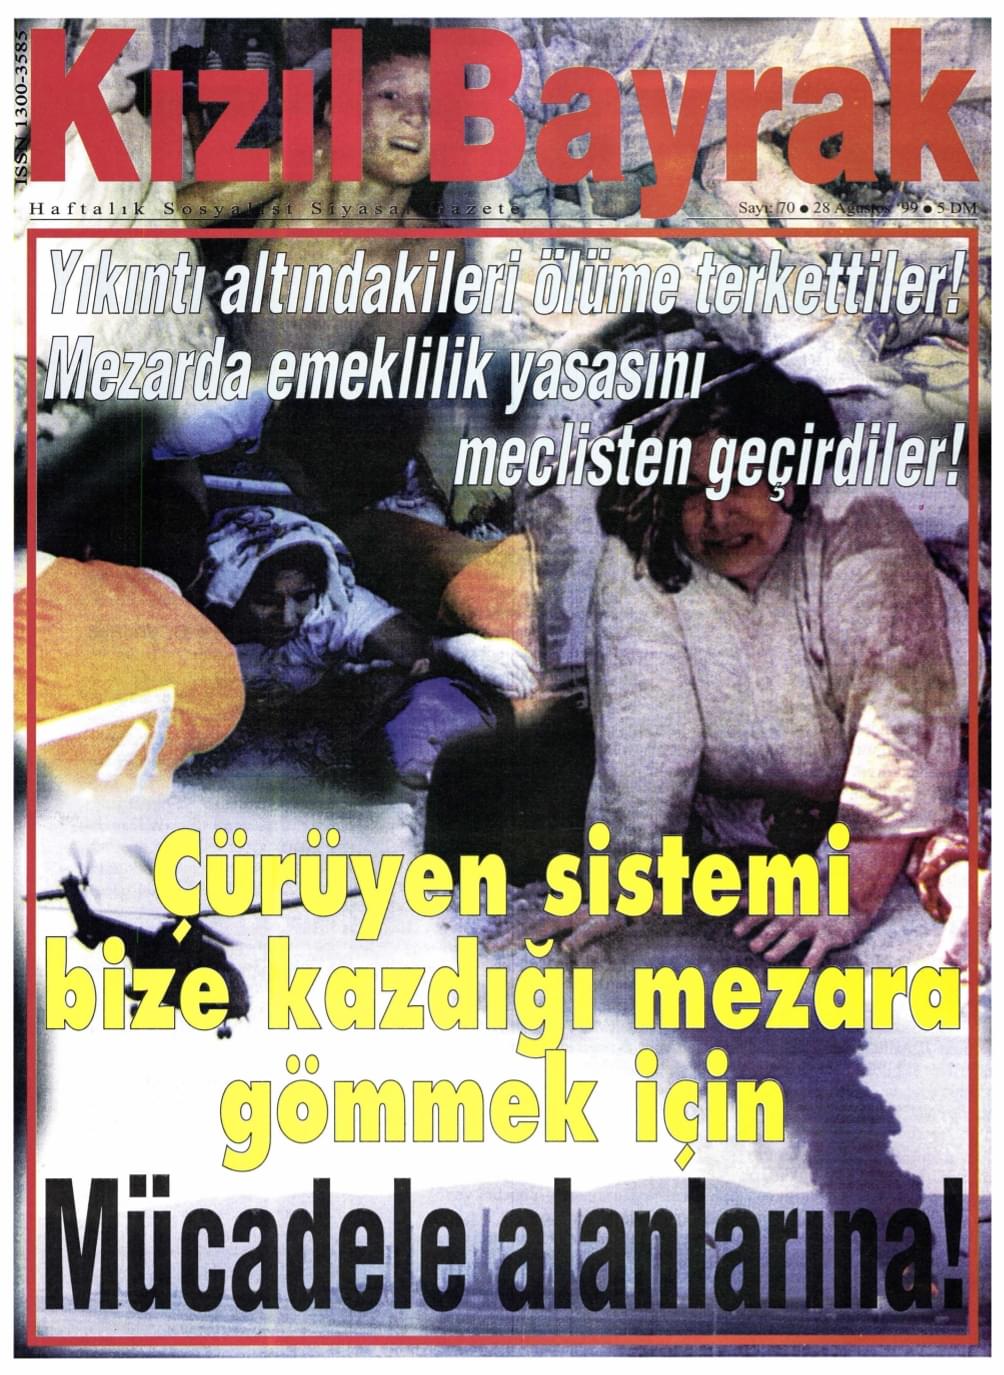 ISSN 1300-3585
Kızıl Bayrak
Haftalık Sosyalist Siyasal Gazete
Sayı: 70 ● 28 Ağustos '99 ● 5 DM
Yıkıntı altındakileri ölüme terkettiler!
Mezarda emeklilik yasasını
meclisten geçirdiler!
Çürüyen sistemi
bize kazdığı mezara
gömmek için
Mücadele alanlarına!